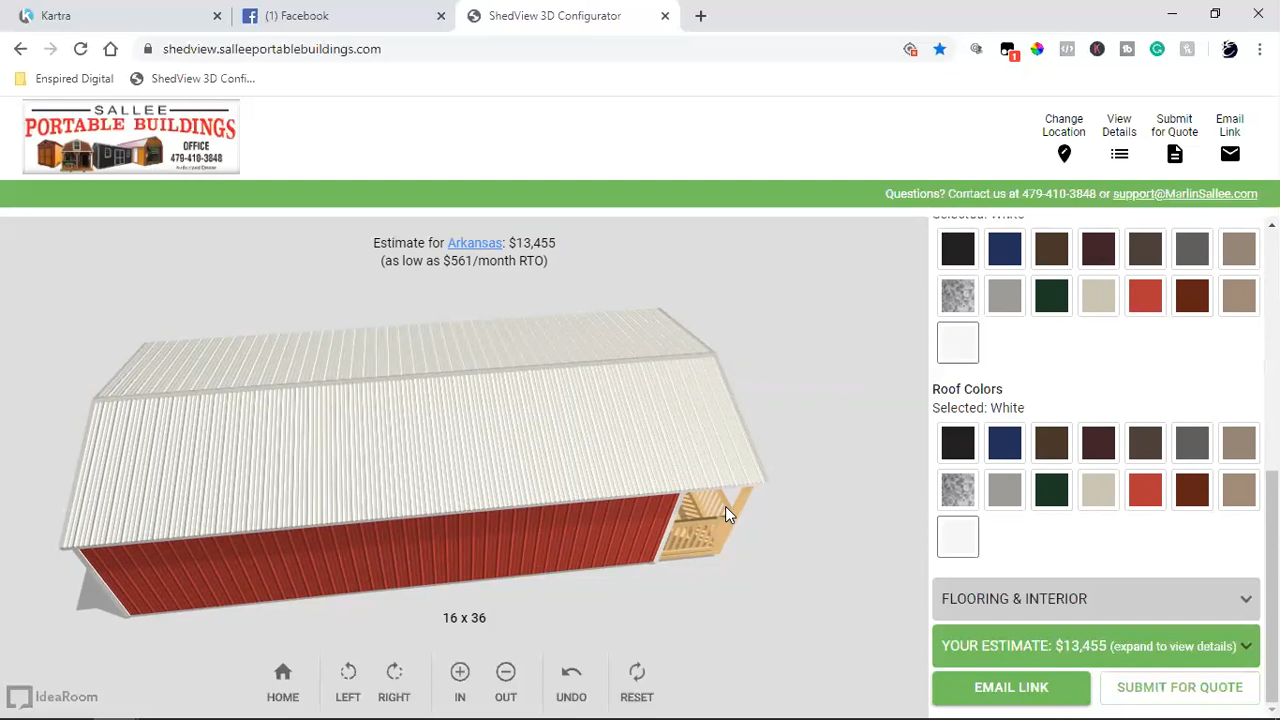 Kartra
(1) Facebook
ShedView 3D Configurator
shedview.salleeportablebuildings.com
1
Enspired Digital
ShedView 3D Confi...
SALLEE
PORTABLE BUILDINGS
OFFICE
479-410-3848
Change Location
View Details
Submit for Quote
Email Link
Questions? Contact us at 479-410-3848 or support@MarlinSallee.com
Estimate for Arkansas: $13,455
(as low as $561/month RTO)
Selected: White
Roof Colors
Selected: White
16 x 36
FLOORING & INTERIOR
YOUR ESTIMATE: $13,455 (expand to view details)
EMAIL LINK
SUBMIT FOR QUOTE
HOME
LEFT
RIGHT
IN
OUT
UNDO
RESET
IdeaRoom